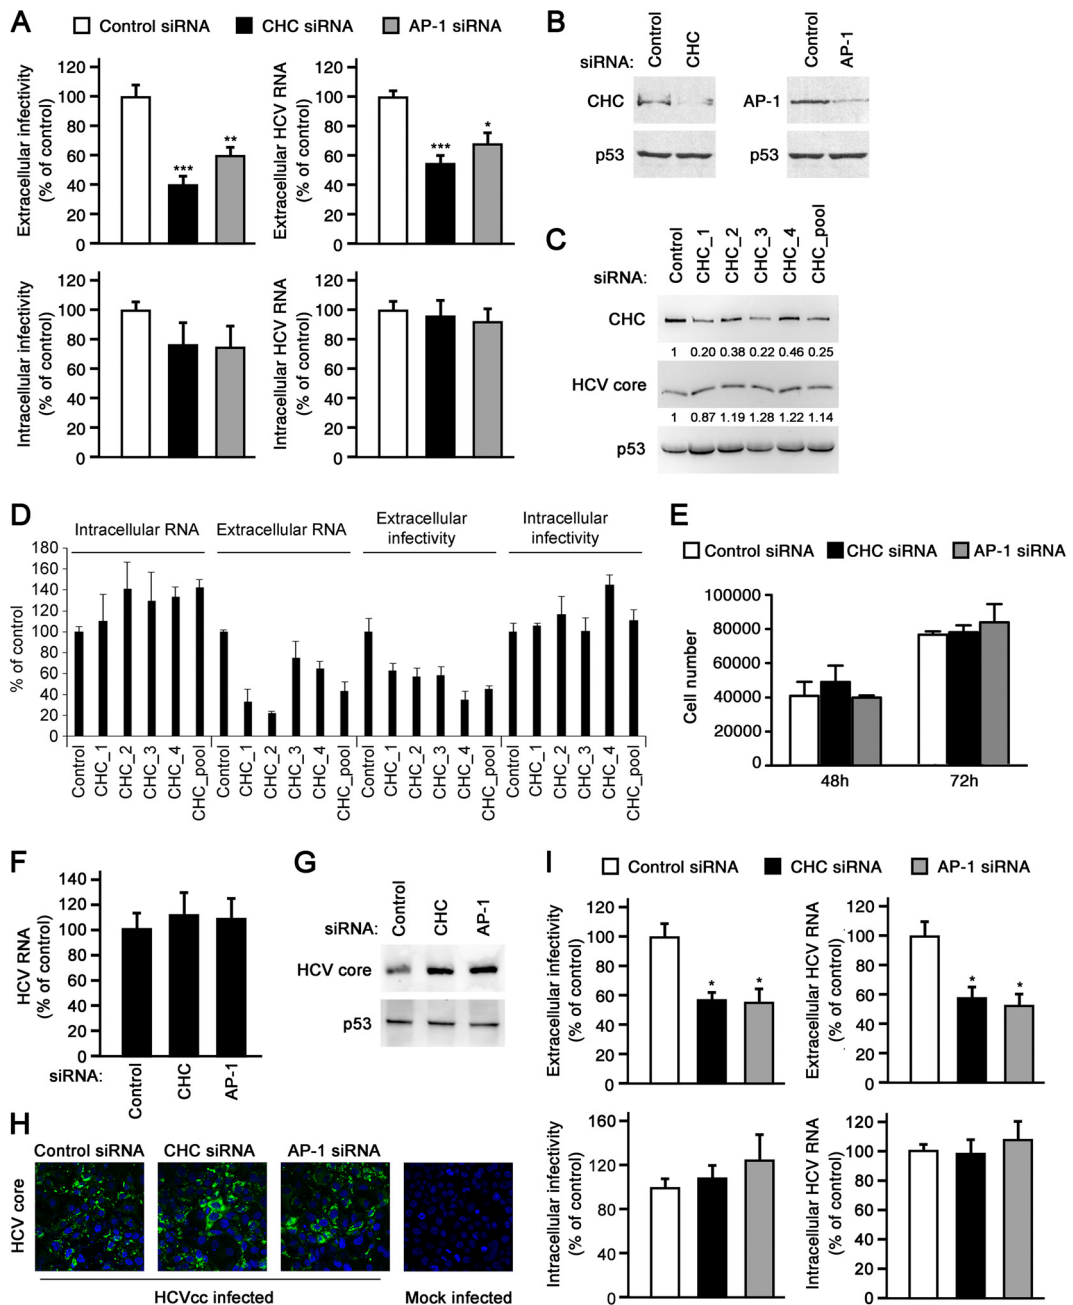 A
Control siRNA CHC siRNA AP-1 siRNA
Extracellular infectivity
(% of control)
120
100
80
60
40
20
0
*** **
Extracellular HCV RNA
(% of control)
120
100
80
60
40
20
0
*** *
Intracellular infectivity
(% of control)
120
100
80
60
40
20
0
Intracellular HCV RNA
(% of control)
120
100
80
60
40
20
0
B
siRNA: Control CHC
CHC
p53
Control AP-1
AP-1
p53
C
siRNA: Control CHC_1 CHC_2 CHC_3 CHC_4 CHC_pool
CHC
1 0.20 0.38 0.22 0.46 0.25
HCV core
1 0.87 1.19 1.28 1.22 1.14
p53
D
Intracellular RNA Extracellular RNA Extracellular infectivity Intracellular infectivity
% of control
180
160
140
120
100
80
60
40
20
0
Control CHC_1 CHC_2 CHC_3 CHC_4 CHC_pool Control CHC_1 CHC_2 CHC_3 CHC_4 CHC_pool Control CHC_1 CHC_2 CHC_3 CHC_4 CHC_pool Control CHC_1 CHC_2 CHC_3 CHC_4 CHC_pool
E
Control siRNA CHC siRNA AP-1 siRNA
Cell number
100000
80000
60000
40000
20000
0
48h 72h
F
HCV RNA
(% of control)
140
120
100
80
60
40
20
0
siRNA: Control CHC AP-1
G
siRNA: Control CHC AP-1
HCV core
p53
H
Control siRNA CHC siRNA AP-1 siRNA
HCV core
HCVcc infected Mock infected
I
Control siRNA CHC siRNA AP-1 siRNA
Extracellular infectivity
(% of control)
120
100
80
60
40
20
0
* *
Extracellular HCV RNA
(% of control)
120
100
80
60
40
20
0
* *
Intracellular infectivity
(% of control)
160
120
80
40
0
Intracellular HCV RNA
(% of control)
120
100
80
60
40
20
0